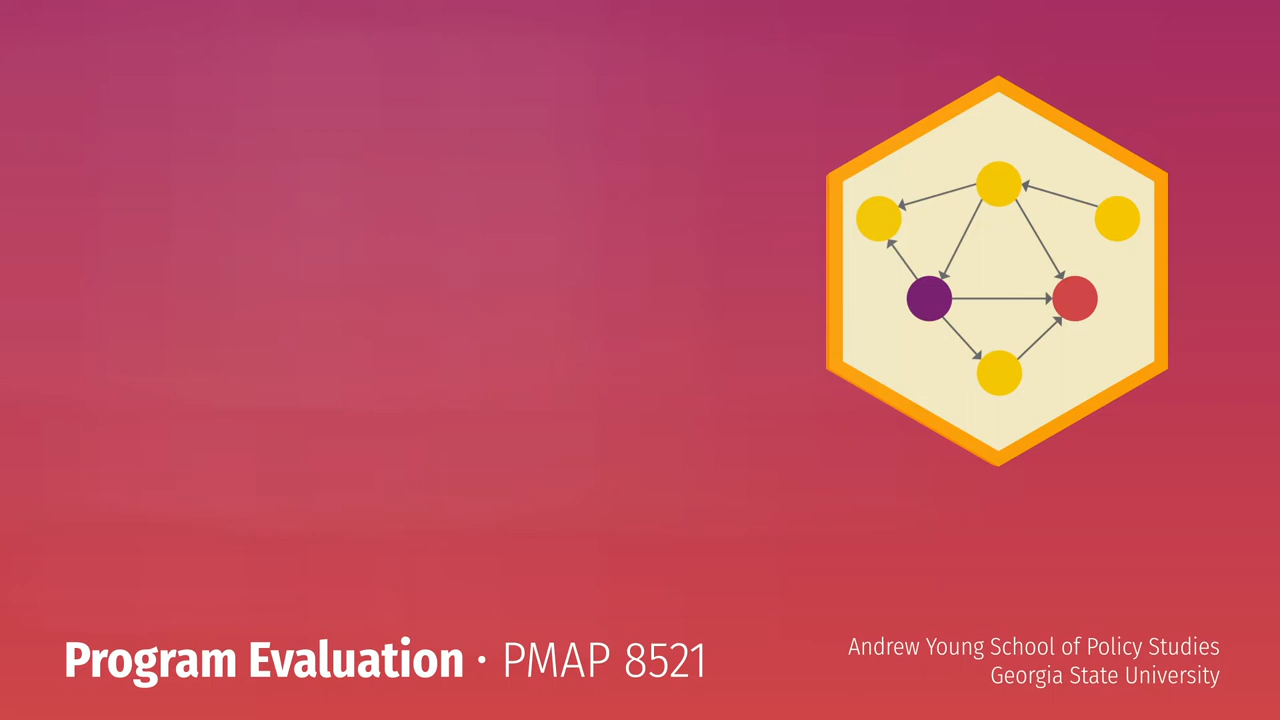 Program Evaluation · PMAP 8521
Andrew Young School of Policy Studies
Georgia State University